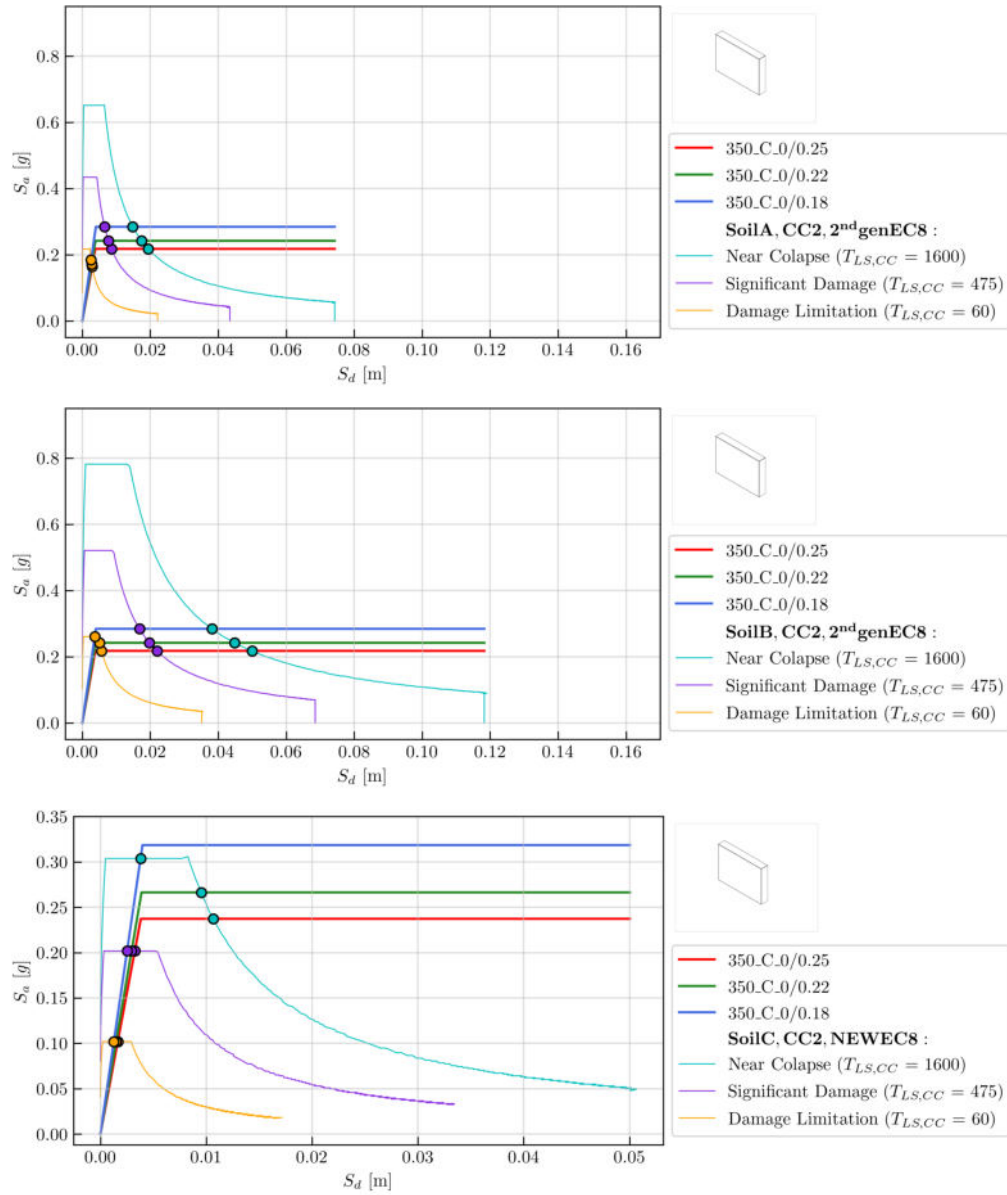 0.8
0.6
0.4
0.2
0.0
S_a [g]
0.00 0.02 0.04 0.06 0.08 0.10 0.12 0.14 0.16
S_d [m]
350_C_0/0.25
350_C_0/0.22
350_C_0/0.18
SoilA, CC2, 2ndgenEC8 :
Near Colapse (T_LS,CC = 1600)
Significant Damage (T_LS,CC = 475)
Damage Limitation (T_LS,CC = 60)
0.8
0.6
0.4
0.2
0.0
S_a [g]
0.00 0.02 0.04 0.06 0.08 0.10 0.12 0.14 0.16
S_d [m]
350_C_0/0.25
350_C_0/0.22
350_C_0/0.18
SoilB, CC2, 2ndgenEC8 :
Near Colapse (T_LS,CC = 1600)
Significant Damage (T_LS,CC = 475)
Damage Limitation (T_LS,CC = 60)
0.35
0.30
0.25
0.20
0.15
0.10
0.05
0.00
S_a [g]
0.00 0.01 0.02 0.03 0.04 0.05
S_d [m]
350_C_0/0.25
350_C_0/0.22
350_C_0/0.18
SoilC, CC2, NEWEC8 :
Near Colapse (T_LS,CC = 1600)
Significant Damage (T_LS,CC = 475)
Damage Limitation (T_LS,CC = 60)